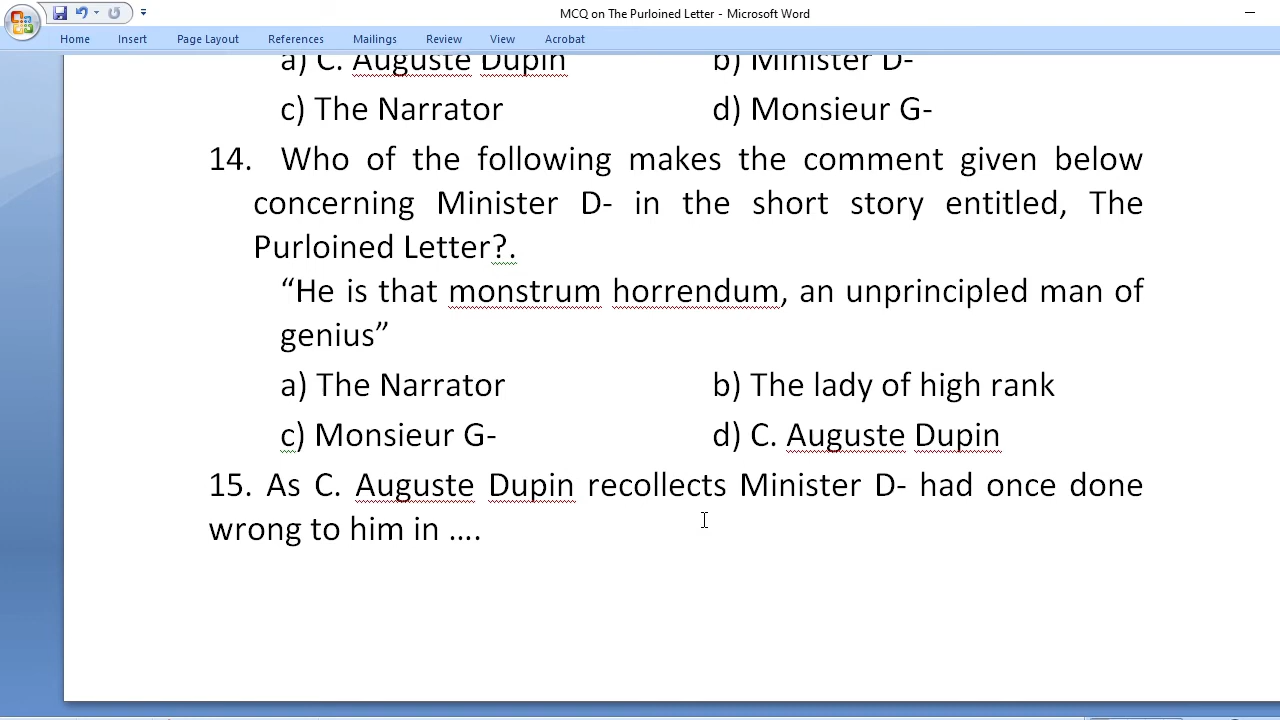 MCQ on The Purloined Letter - Microsoft Word
Home Insert Page Layout References Mailings Review View Acrobat
a) C. Auguste Dupin b) Minister D-
c) The Narrator d) Monsieur G-
14. Who of the following makes the comment given below
concerning Minister D- in the short story entitled, The
Purloined Letter?.
“He is that monstrum horrendum, an unprincipled man of
genius”
a) The Narrator b) The lady of high rank
c) Monsieur G- d) C. Auguste Dupin
15. As C. Auguste Dupin recollects Minister D- had once done
wrong to him in ....